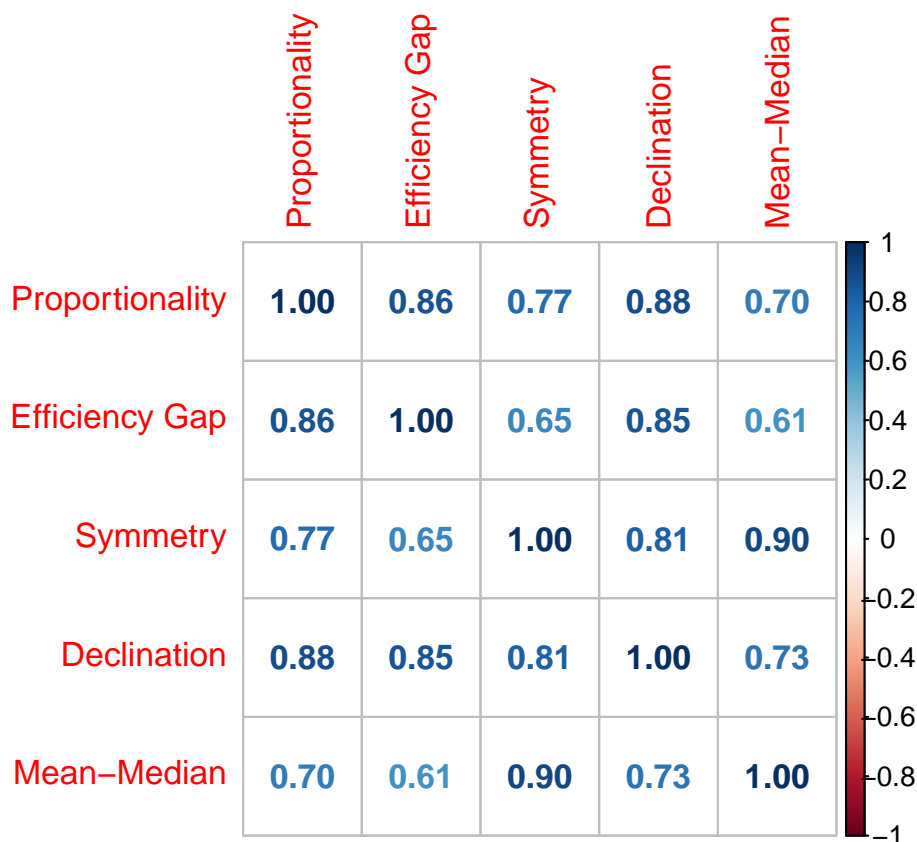 Proportionality
Efficiency Gap
Symmetry
Declination
Mean−Median
Proportionality 1.00 0.86 0.77 0.88 0.70
Efficiency Gap 0.86 1.00 0.65 0.85 0.61
Symmetry 0.77 0.65 1.00 0.81 0.90
Declination 0.88 0.85 0.81 1.00 0.73
Mean−Median 0.70 0.61 0.90 0.73 1.00
1
0.8
0.6
0.4
0.2
0
−0.2
−0.4
−0.6
−0.8
−1